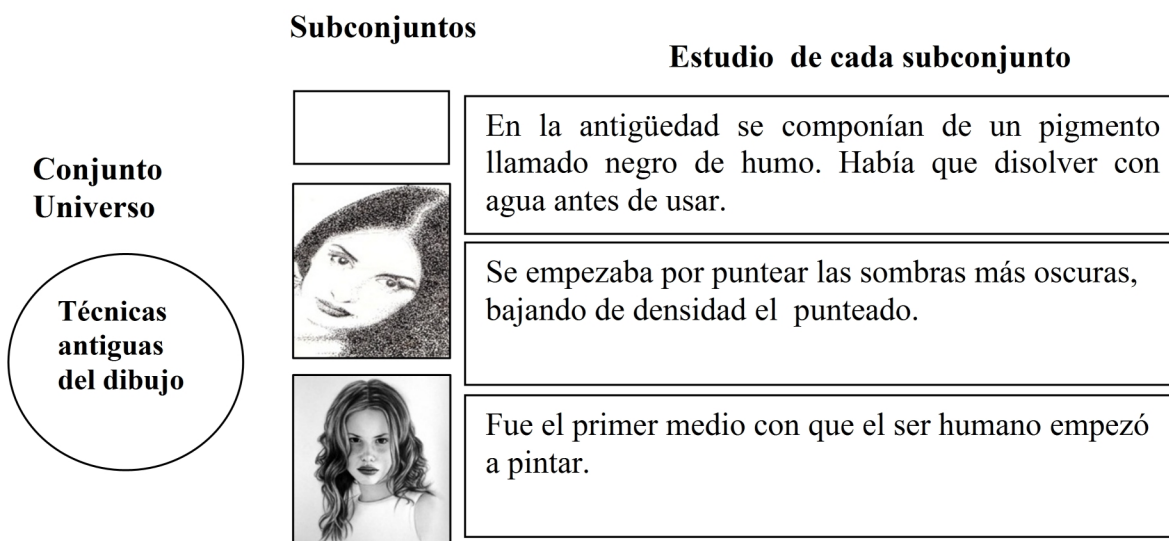 Subconjuntos
Estudio de cada subconjunto
Conjunto
Universo
Técnicas
antiguas
del dibujo
En la antigüedad se componían de un pigmento
llamado negro de humo. Había que disolver con
agua antes de usar.
Se empezaba por puntear las sombras más oscuras,
bajando de densidad el punteado.
Fue el primer medio con que el ser humano empezó
a pintar.